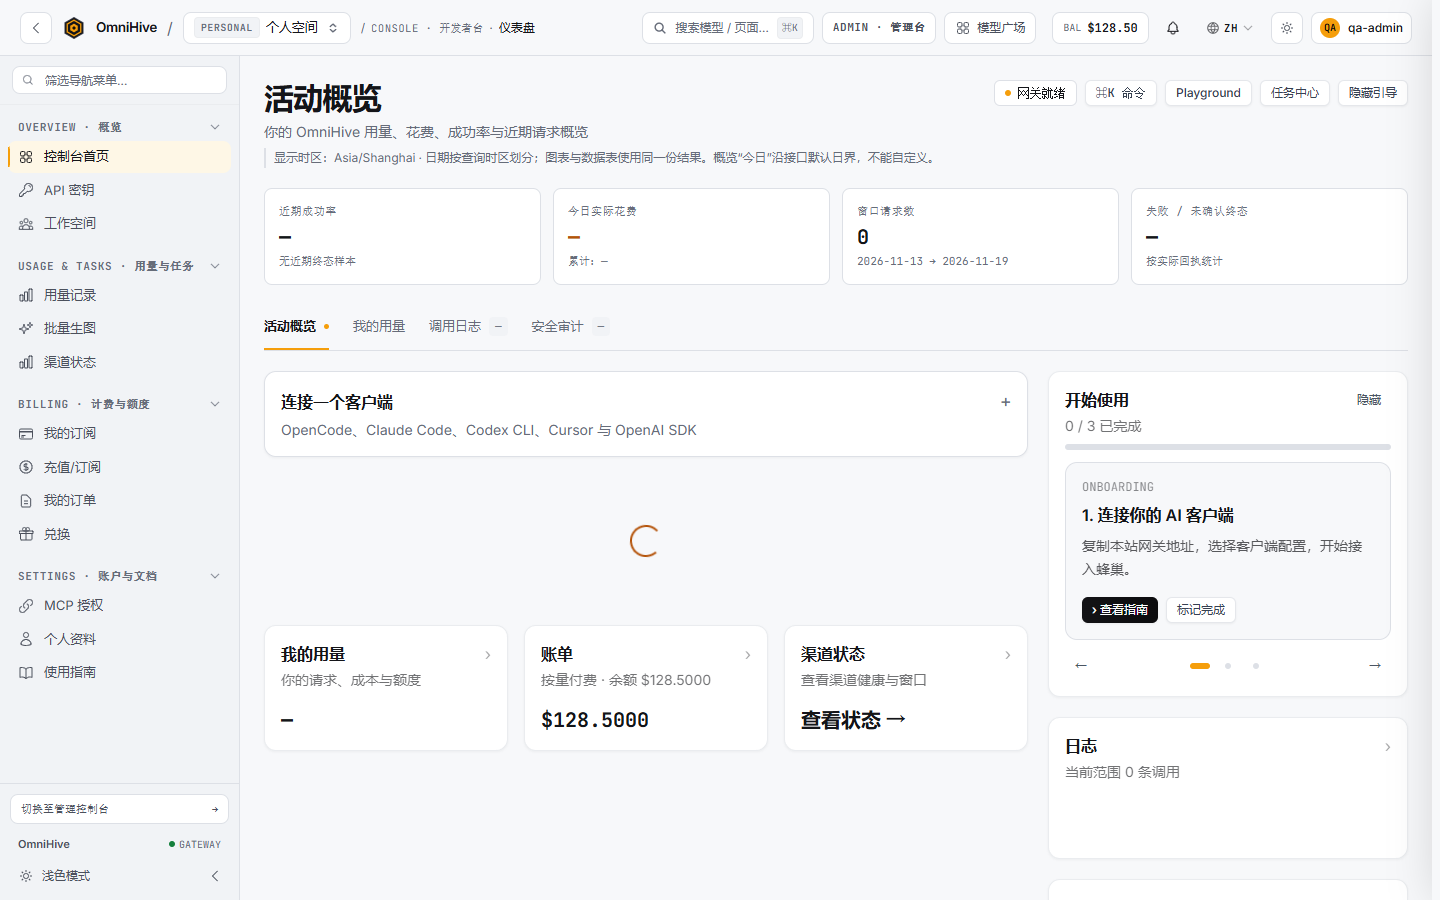 OmniHive / PERSONAL 个人空间 / CONSOLE · 开发者台 · 仪表盘 搜索模型 / 页面... ⌘K ADMIN · 管理台 模型广场 BAL $128.50 ZH QA qa-admin
筛选导航菜单...
OVERVIEW · 概览
控制台首页
API 密钥
工作空间
USAGE & TASKS · 用量与任务
用量记录
批量生图
渠道状态
BILLING · 计费与额度
我的订阅
充值/订阅
我的订单
兑换
SETTINGS · 账户与文档
MCP 授权
个人资料
使用指南
切换至管理控制台 →
OmniHive GATEWAY
浅色模式
活动概览
网关就绪 ⌘K 命令 Playground 任务中心 隐藏引导
你的 OmniHive 用量、花费、成功率与近期请求概览
显示时区：Asia/Shanghai · 日期按查询时区划分；图表与数据表使用同一份结果。概览“今日”沿接口默认日界，不能自定义。
近期成功率
—
无近期终态样本
今日实际花费
—
累计: —
窗口请求数
0
2026-11-13 → 2026-11-19
失败 / 未确认终态
—
按实际回执统计
活动概览 我的用量 调用日志 — 安全审计 —
连接一个客户端 +
OpenCode、Claude Code、Codex CLI、Cursor 与 OpenAI SDK
我的用量
你的请求、成本与额度
—
账单
按量付费 · 余额 $128.5000
$128.5000
渠道状态
查看渠道健康与窗口
查看状态 →
开始使用 隐藏
0 / 3 已完成
ONBOARDING
1. 连接你的 AI 客户端
复制本站网关地址，选择客户端配置，开始接
入蜂巢。
› 查看指南 标记完成
← →
日志
当前范围 0 条调用